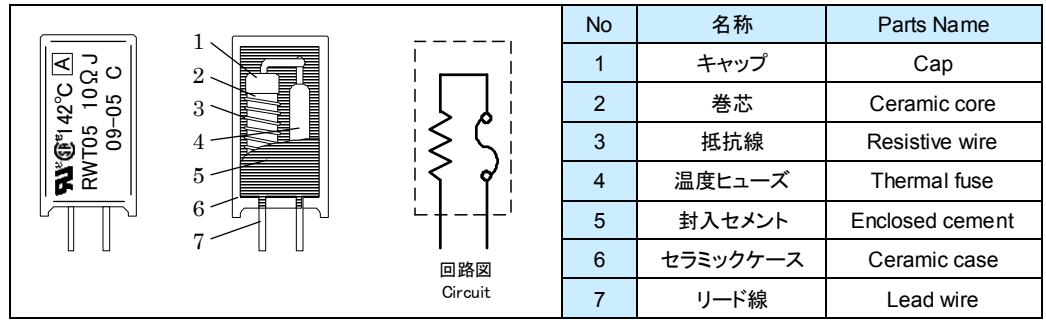 142℃ A
RWT05 10ΩJ
09-05 C
1
2
3
4
5
6
7
回路図
Circuit
No 名称 Parts Name
1 キャップ Cap
2 巻芯 Ceramic core
3 抵抗線 Resistive wire
4 温度ヒューズ Thermal fuse
5 封入セメント Enclosed cement
6 セラミックケース Ceramic case
7 リード線 Lead wire